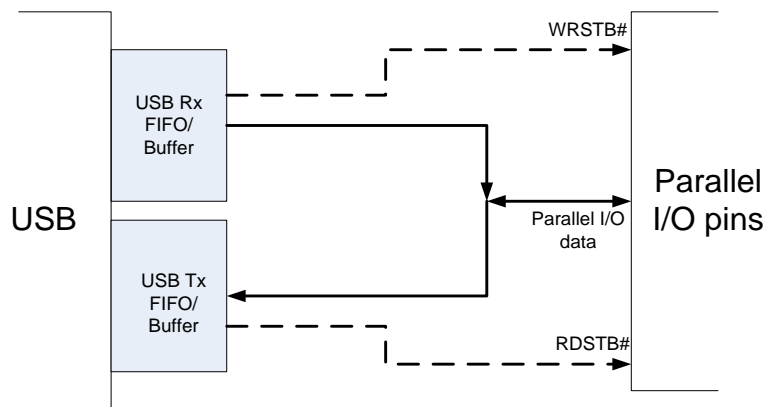 WRSTB#
USB Rx
FIFO/
Buffer
USB
Parallel I/O
data
Parallel
I/O pins
USB Tx
FIFO/
Buffer
RDSTB#